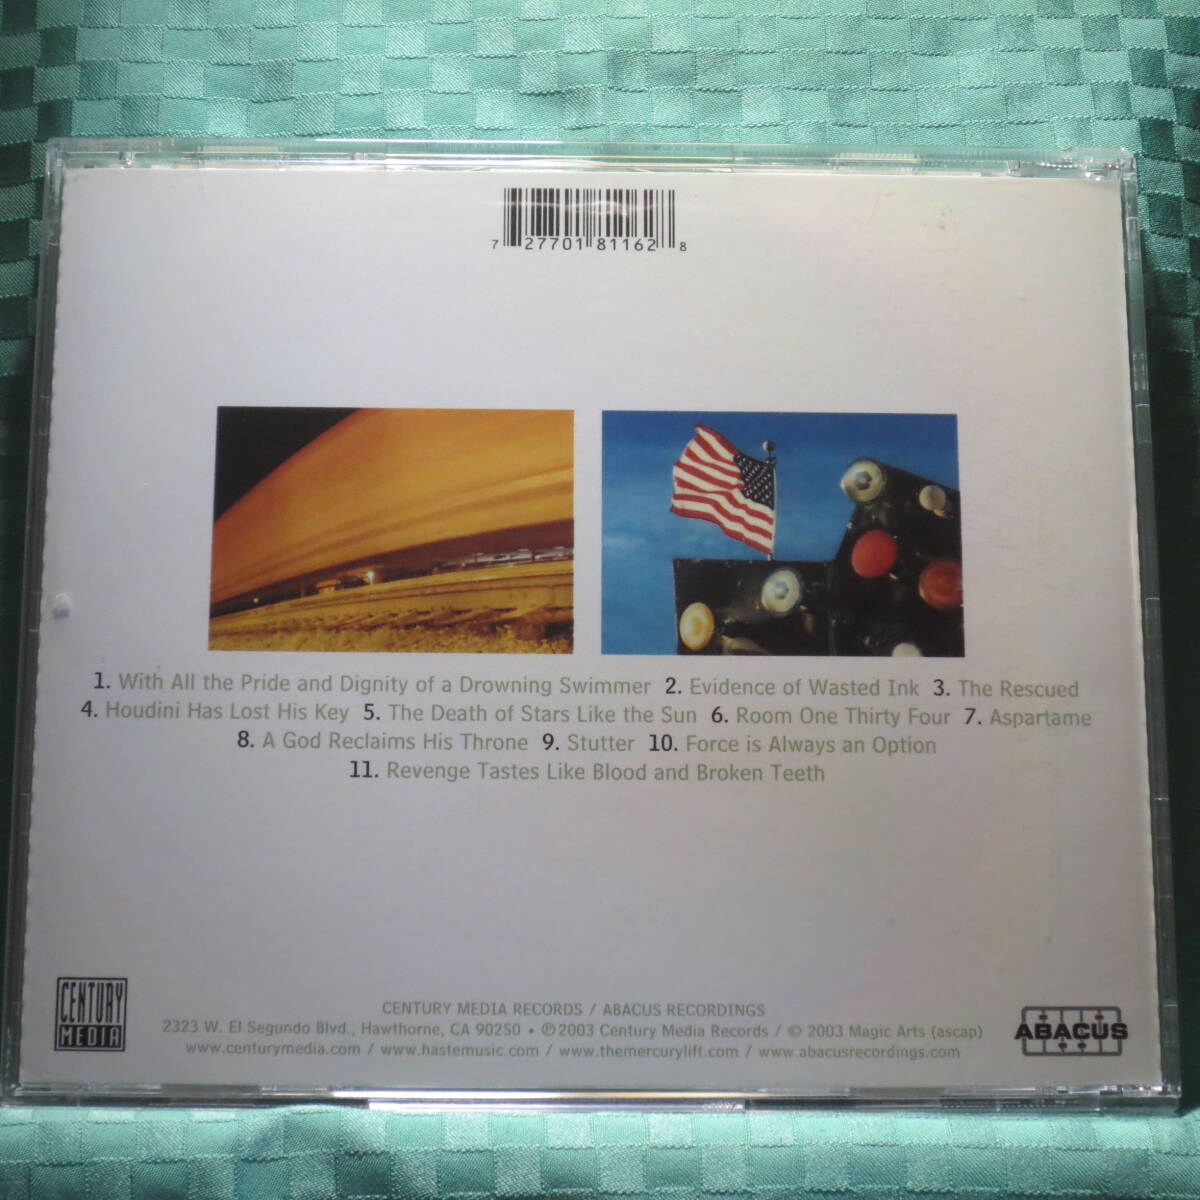 7 27701 81162 8
1. With All the Pride and Dignity of a Drowning Swimmer 2. Evidence of Wasted Ink 3. The Rescued
4. Houdini Has Lost His Key 5. The Death of Stars Like the Sun 6. Room One Thirty Four 7. Aspartame
8. A God Reclaims His Throne 9. Stutter 10. Force is Always an Option
11. Revenge Tastes Like Blood and Broken Teeth
CENTURY
MEDIA
CENTURY MEDIA RECORDS / ABACUS RECORDINGS
2323 W. El Segundo Blvd., Hawthorne, CA 90250 • ℗2003 Century Media Records / © 2003 Magic Arts (ascap)
www.centurymedia.com / www.hastemusic.com / www.themercurylift.com / www.abacusrecordings.com
ABACUS